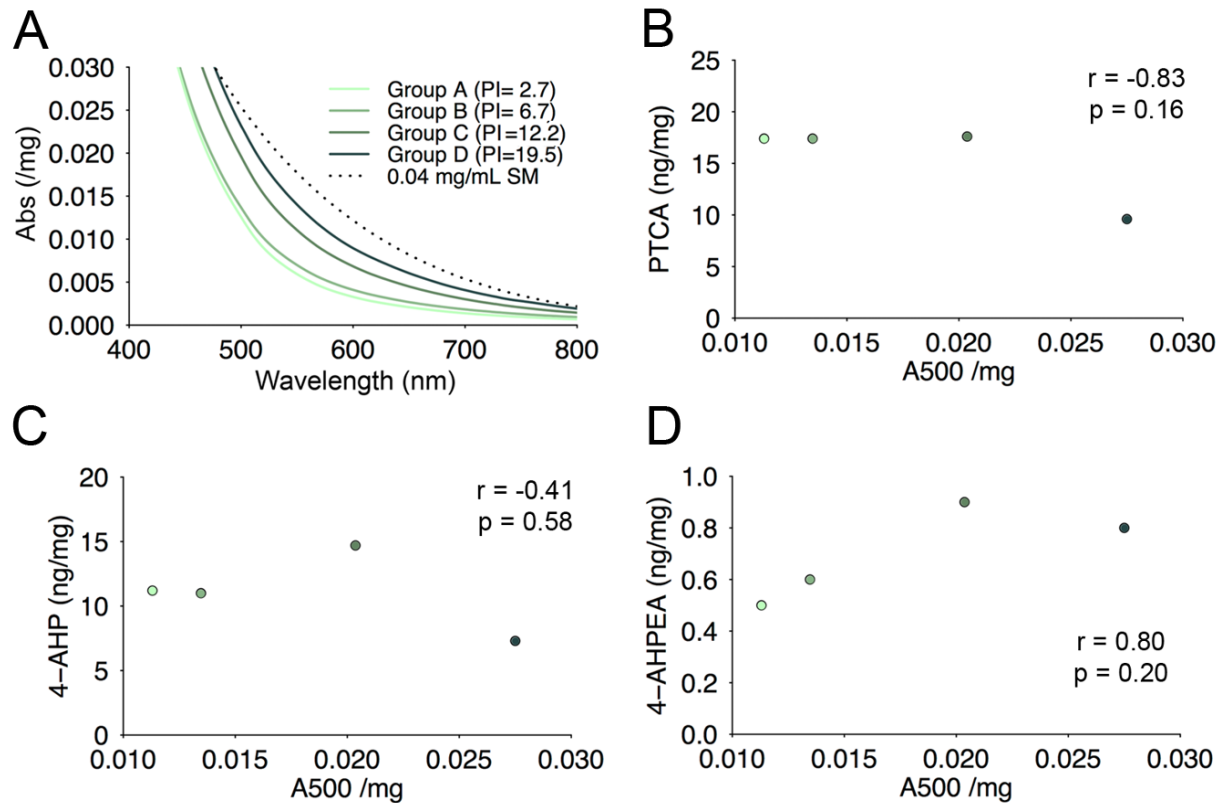 A
0.030
0.025
0.020
0.015
0.010
0.005
0.000
Abs (/mg)
400
500
600
700
800
Wavelength (nm)
Group A (PI= 2.7)
Group B (PI= 6.7)
Group C (PI=12.2)
Group D (PI=19.5)
0.04 mg/mL SM
B
25
20
15
10
5
0
PTCA (ng/mg)
0.010
0.015
0.020
0.025
0.030
A500 /mg
r = -0.83
p = 0.16
C
20
15
10
5
0
4–AHP (ng/mg)
0.010
0.015
0.020
0.025
0.030
A500 /mg
r = -0.41
p = 0.58
D
1.0
0.8
0.6
0.4
0.2
0.0
4–AHPEA (ng/mg)
0.010
0.015
0.020
0.025
0.030
A500 /mg
r = 0.80
p = 0.20